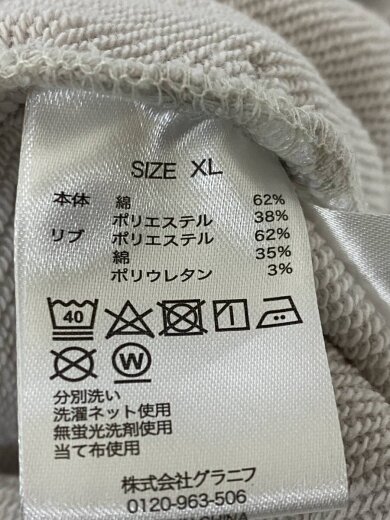 SIZE XL
本体 綿 62%
ポリエステル 38%
リブ ポリエステル 62%
綿 35%
ポリウレタン 3%
40
W
分別洗い
洗濯ネット使用
無蛍光洗剤使用
当て布使用
株式会社グラニフ
0120-963-506